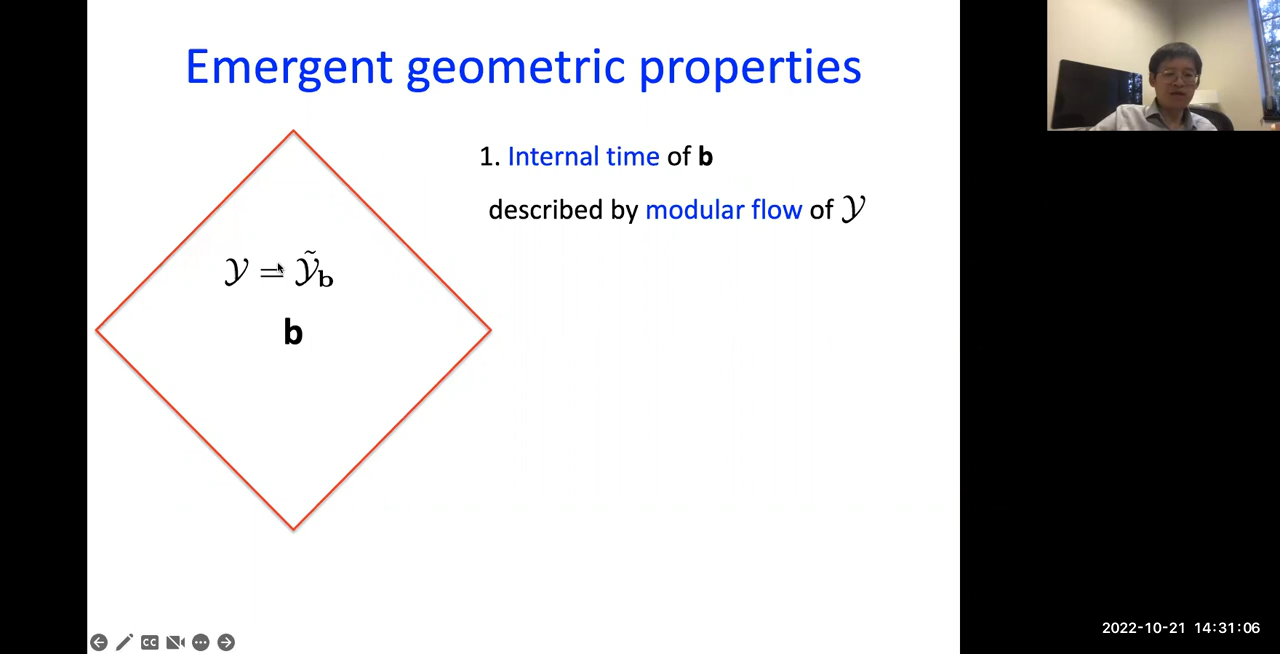 Emergent geometric properties
1. Internal time of b
described by modular flow of 𝒴
𝒴 = 𝒴̃_b
b
CC
2022-10-21 14:31:06